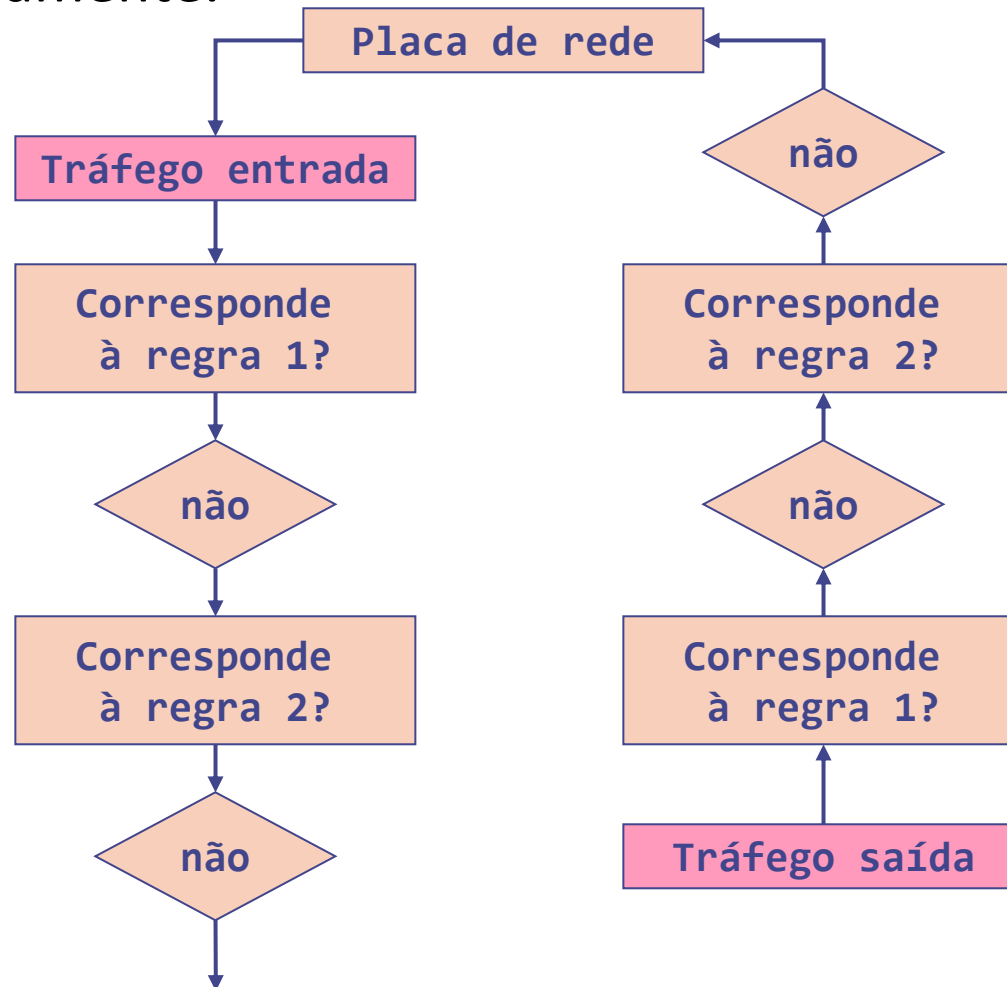 Placa de rede
Tráfego entrada
Corresponde
à regra 1?
não
Corresponde
à regra 2?
não
não
Corresponde
à regra 2?
não
Corresponde
à regra 1?
Tráfego saída